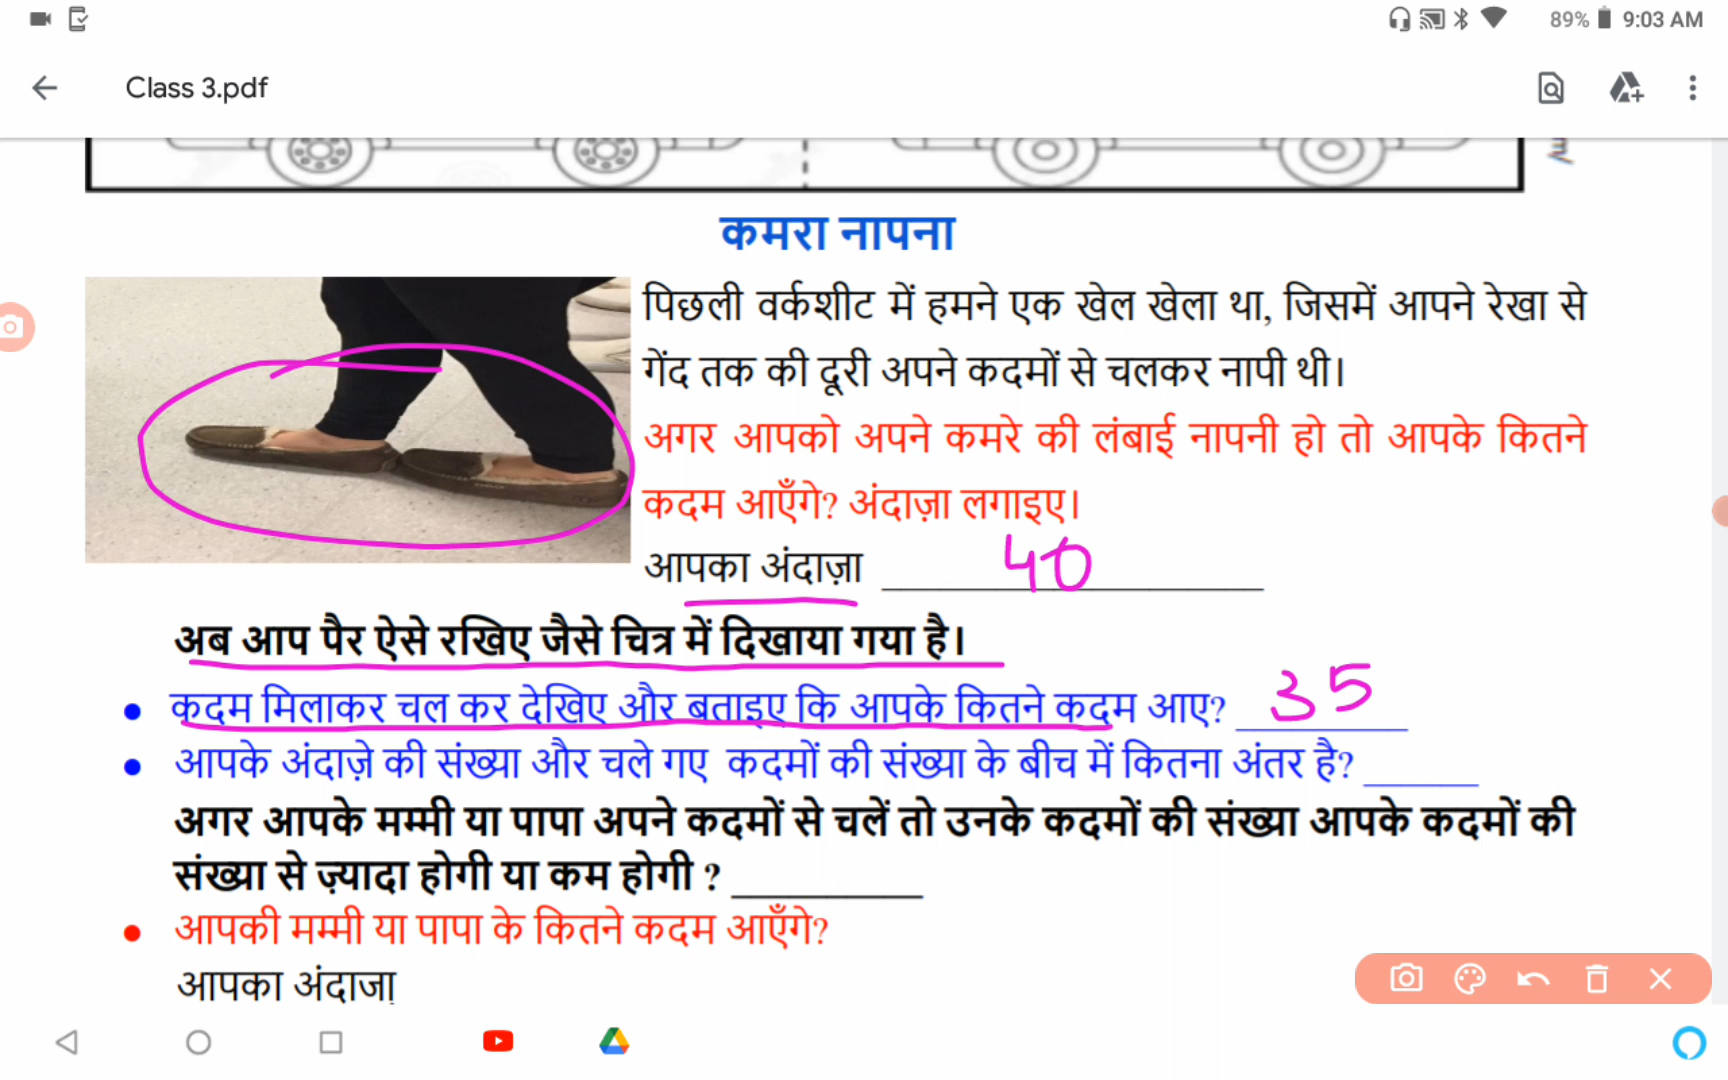 89% 9:03 AM
Class 3.pdf
कमरा नापना
पिछली वर्कशीट में हमने एक खेल खेला था, जिसमें आपने रेखा से
गेंद तक की दूरी अपने कदमों से चलकर नापी थी।
अगर आपको अपने कमरे की लंबाई नापनी हो तो आपके कितने
कदम आएँगे? अंदाज़ा लगाइए।
आपका अंदाज़ा 40
अब आप पैर ऐसे रखिए जैसे चित्र में दिखाया गया है।
• कदम मिलाकर चल कर देखिए और बताइए कि आपके कितने कदम आए? 35
• आपके अंदाज़े की संख्या और चले गए कदमों की संख्या के बीच में कितना अंतर है?
अगर आपके मम्मी या पापा अपने कदमों से चलें तो उनके कदमों की संख्या आपके कदमों की
संख्या से ज़्यादा होगी या कम होगी ?
• आपकी मम्मी या पापा के कितने कदम आएँगे?
आपका अंदाजा